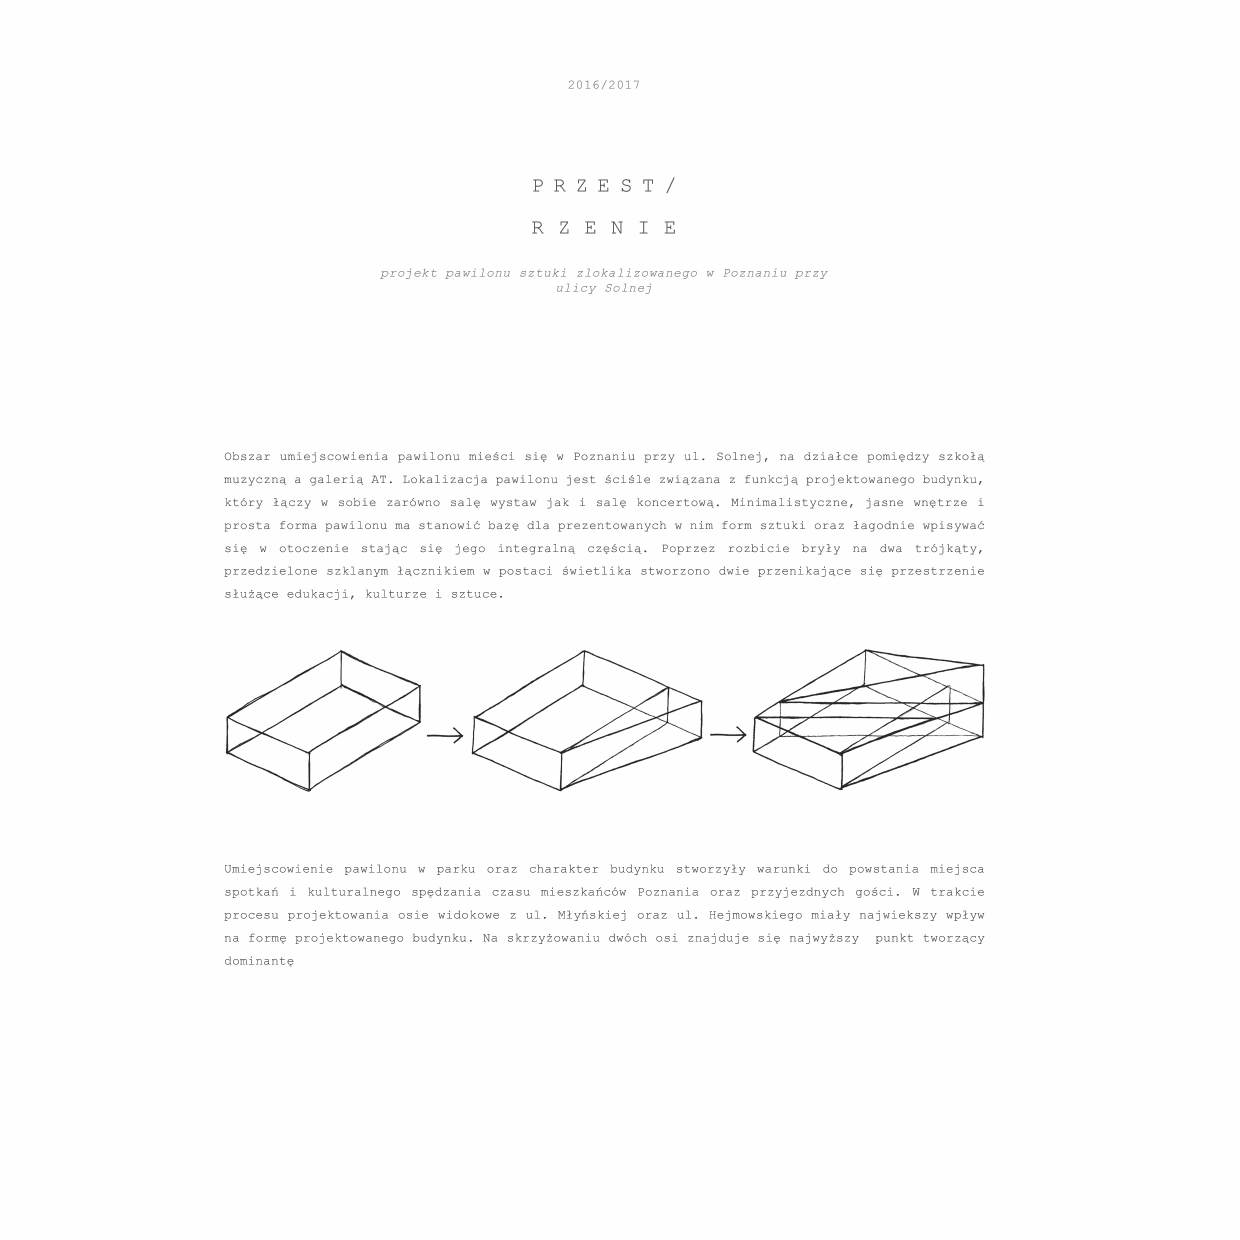 2016/2017
PRZEST/
RZENIE
projekt pawilonu sztuki zlokalizowanego w Poznaniu przy
ulicy Solnej
Obszar umiejscowienia pawilonu mieści się w Poznaniu przy ul. Solnej, na działce pomiędzy szkołą
muzyczną a galerią AT. Lokalizacja pawilonu jest ściśle związana z funkcją projektowanego budynku,
który łączy w sobie zarówno salę wystaw jak i salę koncertową. Minimalistyczne, jasne wnętrze i
prosta forma pawilonu ma stanowić bazę dla prezentowanych w nim form sztuki oraz łagodnie wpisywać
się w otoczenie stając się jego integralną częścią. Poprzez rozbicie bryły na dwa trójkąty,
przedzielone szklanym łącznikiem w postaci świetlika stworzono dwie przenikające się przestrzenie
służące edukacji, kulturze i sztuce.
Umiejscowienie pawilonu w parku oraz charakter budynku stworzyły warunki do powstania miejsca
spotkań i kulturalnego spędzania czasu mieszkańców Poznania oraz przyjezdnych gości. W trakcie
procesu projektowania osie widokowe z ul. Młyńskiej oraz ul. Hejmowskiego miały najwiekszy wpływ
na formę projektowanego budynku. Na skrzyżowaniu dwóch osi znajduje się najwyższy punkt tworzący
dominantę